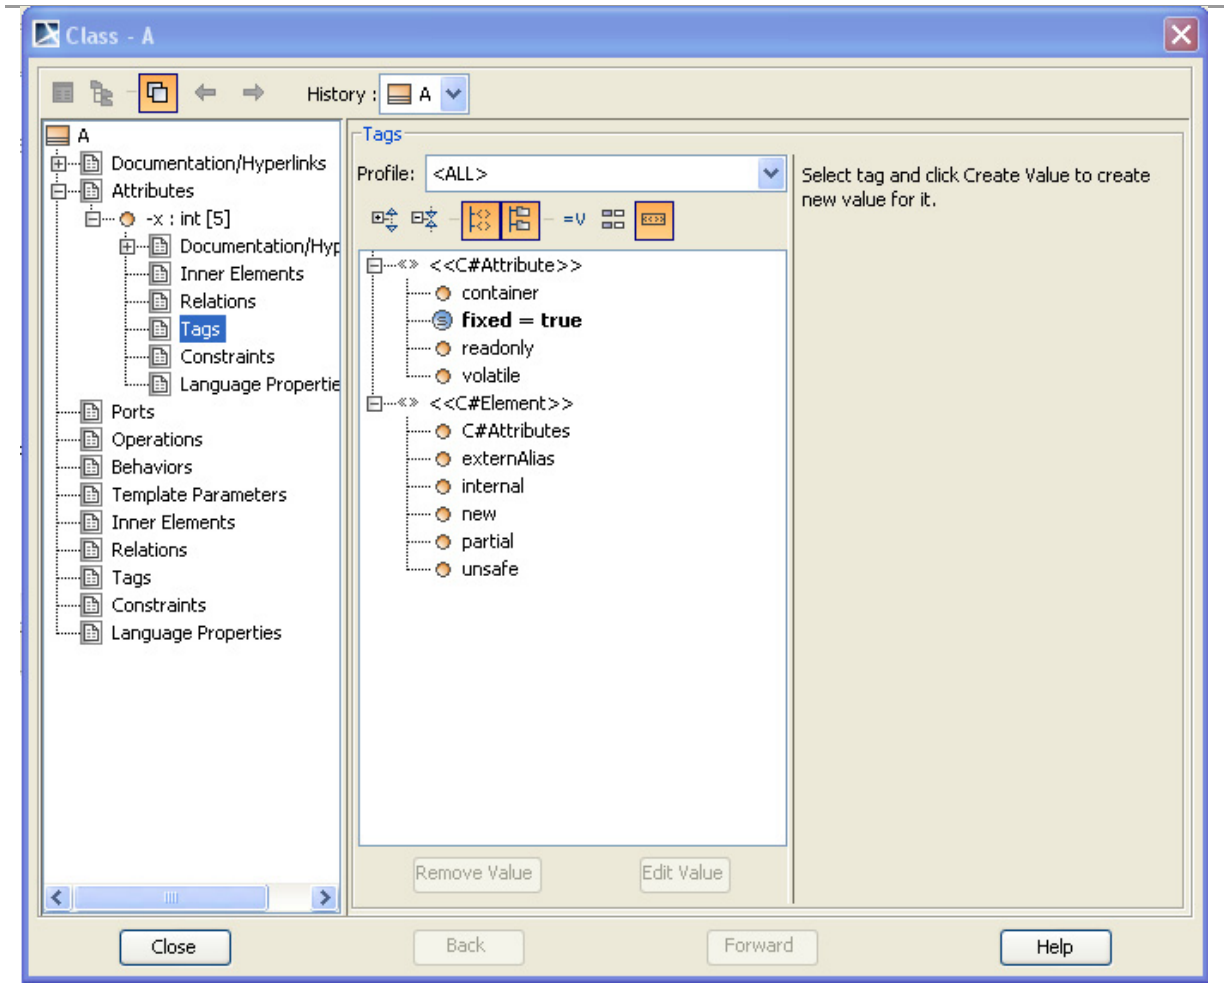 Class - A
History : A
A
Documentation/Hyperlinks
Attributes
-x : int [5]
Documentation/Hyp
Inner Elements
Relations
Tags
Constraints
Language Propertie
Ports
Operations
Behaviors
Template Parameters
Inner Elements
Relations
Tags
Constraints
Language Properties
Tags
Profile: <ALL>
=V
«» <<C#Attribute>>
container
fixed = true
readonly
volatile
«» <<C#Element>>
C#Attributes
externAlias
internal
new
partial
unsafe
Remove Value Edit Value
Select tag and click Create Value to create
new value for it.
Close Back Forward Help